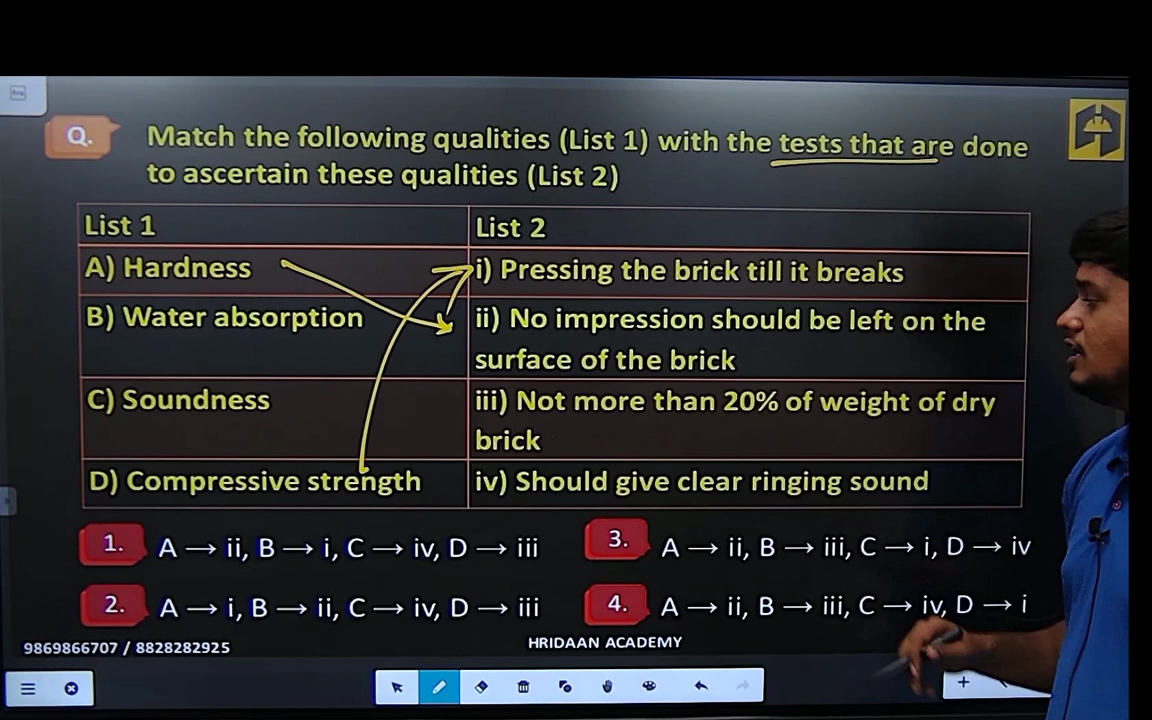 Q.
Match the following qualities (List 1) with the tests that are done
to ascertain these qualities (List 2)
List 1
List 2
A) Hardness
i) Pressing the brick till it breaks
B) Water absorption
ii) No impression should be left on the
surface of the brick
C) Soundness
iii) Not more than 20% of weight of dry
brick
D) Compressive strength
iv) Should give clear ringing sound
1. A → ii, B → i, C → iv, D → iii
3. A → ii, B → iii, C → i, D → iv
2. A → i, B → ii, C → iv, D → iii
4. A → ii, B → iii, C → iv, D → i
9869866707 / 8828282925
HRIDAAN ACADEMY